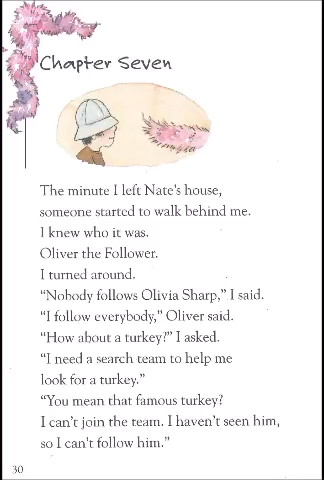 Chapter Seven
The minute I left Nate's house,
someone started to walk behind me.
I knew who it was.
Oliver the Follower.
I turned around.
“Nobody follows Olivia Sharp,” I said.
“I follow everybody,” Oliver said.
“How about a turkey?” I asked.
“I need a search team to help me
look for a turkey.”
“You mean that famous turkey?
I can't join the team. I haven't seen him,
so I can't follow him.”
30